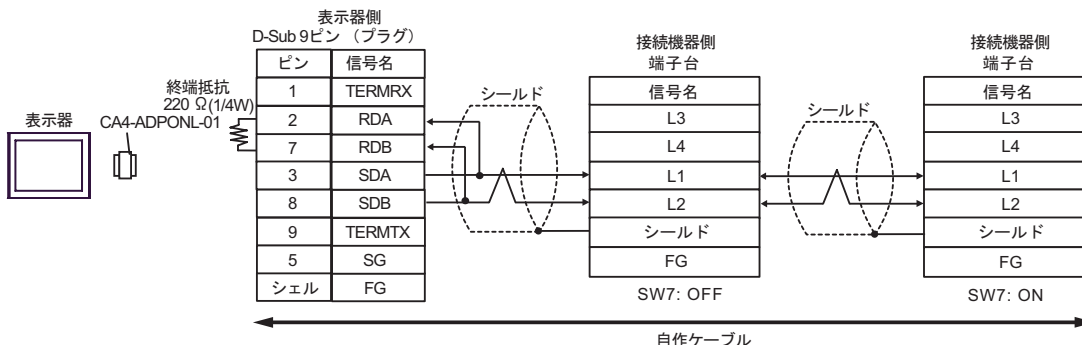 表示器側
D-Sub 9ピン (プラグ)
ピン 信号名
1 TERMRX
2 RDA
7 RDB
3 SDA
8 SDB
9 TERMTX
5 SG
シェル FG
表示器
終端抵抗
220 Ω(1/4W)
CA4-ADPONL-01
シールド
接続機器側
端子台
信号名
L3
L4
L1
L2
シールド
FG
SW7: OFF
シールド
接続機器側
端子台
信号名
L3
L4
L1
L2
シールド
FG
SW7: ON
自作ケーブル